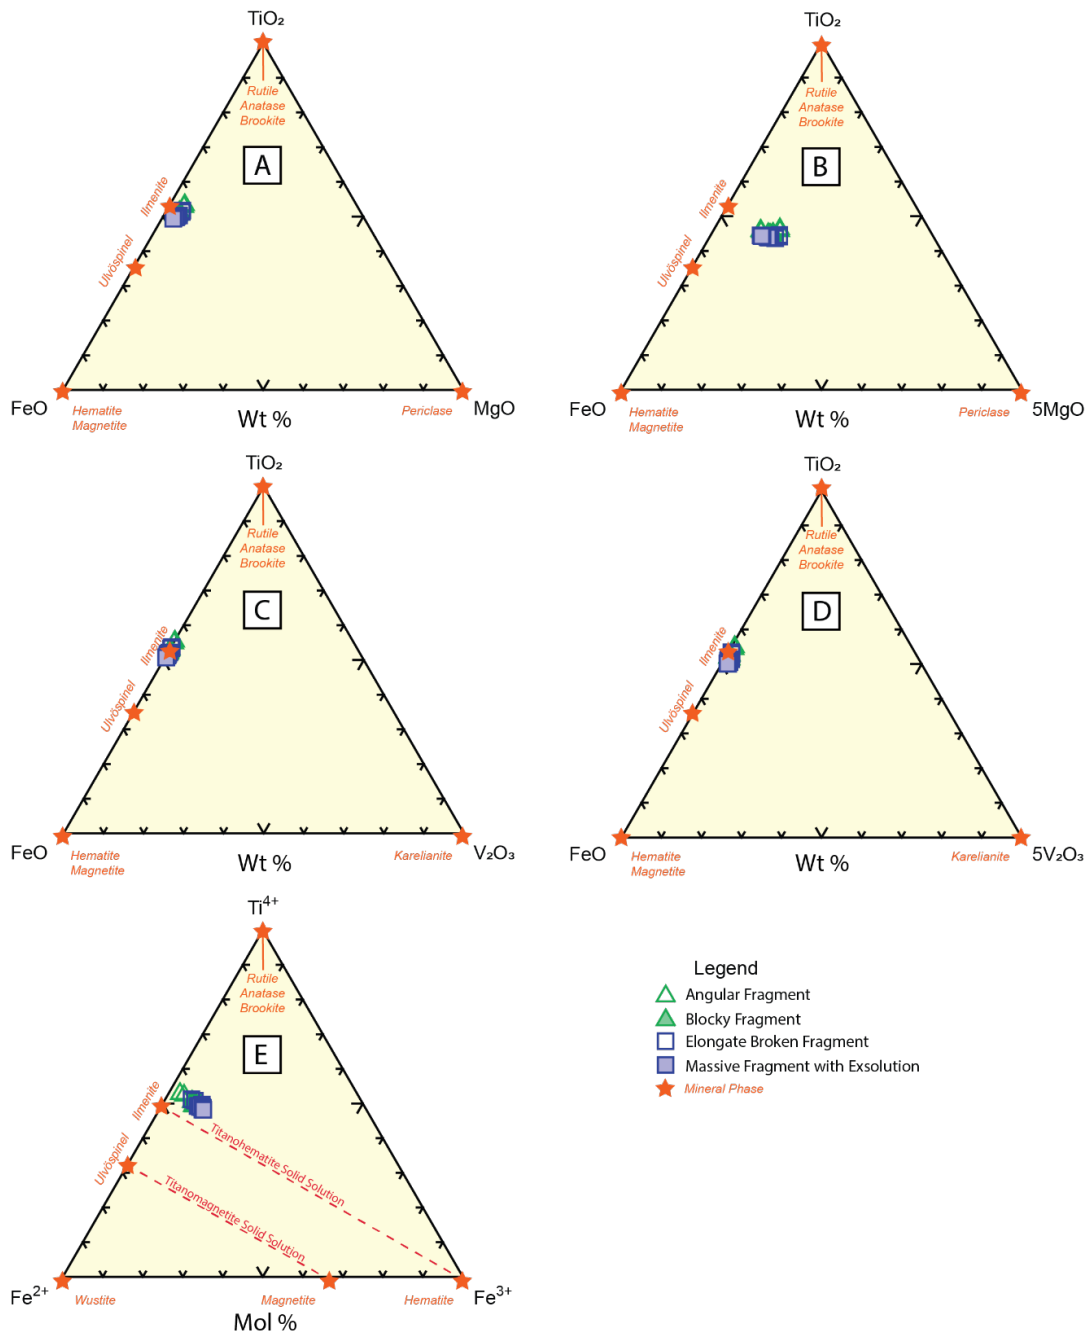 TiO₂
Rutile
Anatase
Brookite
A
Ilmenite
Ulvöspinel
FeO
Hematite
Magnetite
Wt %
Periclase
MgO
TiO₂
Rutile
Anatase
Brookite
B
Ilmenite
Ulvöspinel
FeO
Hematite
Magnetite
Wt %
Periclase
5MgO
TiO₂
Rutile
Anatase
Brookite
C
Ilmenite
Ulvöspinel
FeO
Hematite
Magnetite
Wt %
Karelianite
V₂O₃
TiO₂
Rutile
Anatase
Brookite
D
Ilmenite
Ulvöspinel
FeO
Hematite
Magnetite
Wt %
Karelianite
5V₂O₃
Ti⁴⁺
Rutile
Anatase
Brookite
E
Ilmenite
Ulvöspinel
Titanohematite Solid Solution
Titanomagnetite Solid Solution
Fe²⁺
Wustite
Magnetite
Hematite
Fe³⁺
Mol %
Legend
Angular Fragment
Blocky Fragment
Elongate Broken Fragment
Massive Fragment with Exsolution
Mineral Phase